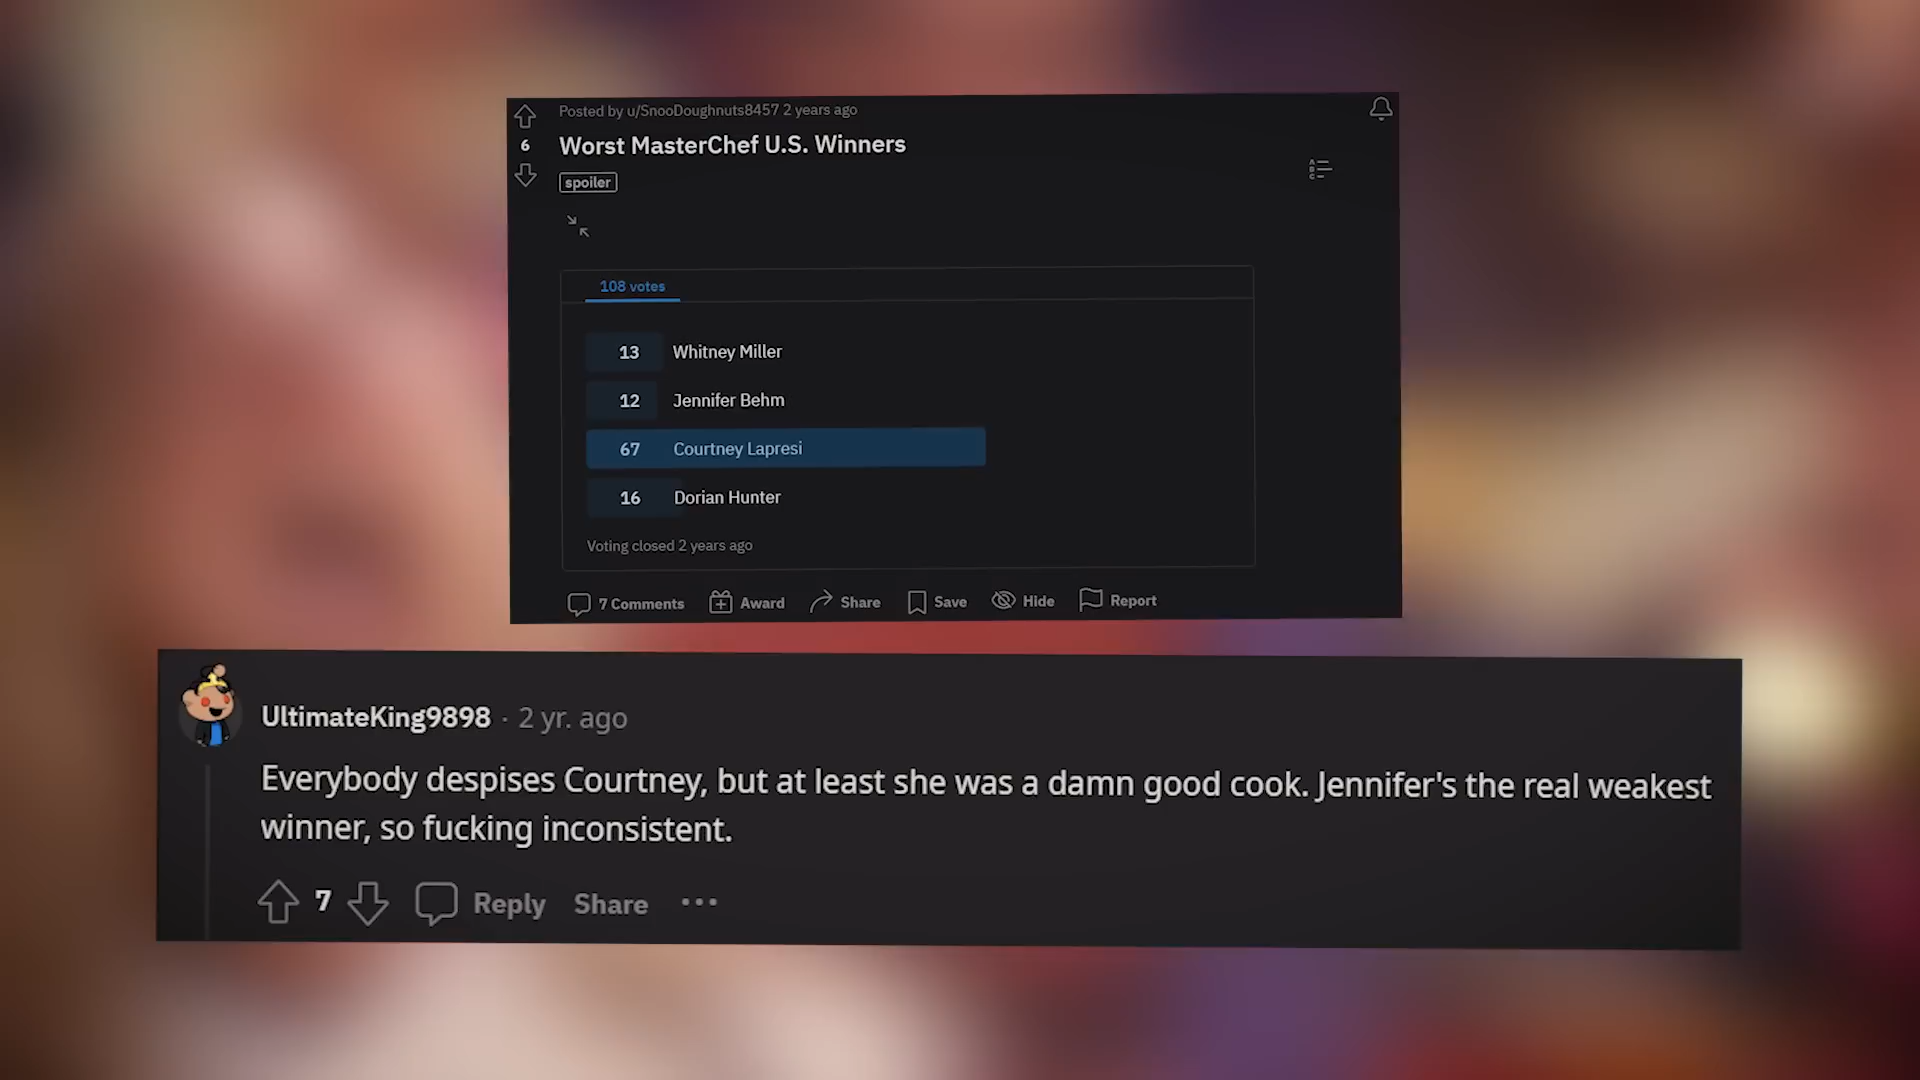 Posted by u/SnooDoughnuts8457 2 years ago
6
Worst MasterChef U.S. Winners
spoiler
108 votes
13 Whitney Miller
12 Jennifer Behm
67 Courtney Lapresi
16 Dorian Hunter
Voting closed 2 years ago
7 Comments Award Share Save Hide Report
UltimateKing9898 · 2 yr. ago
Everybody despises Courtney, but at least she was a damn good cook. Jennifer's the real weakest
winner, so fucking inconsistent.
7 Reply Share ···